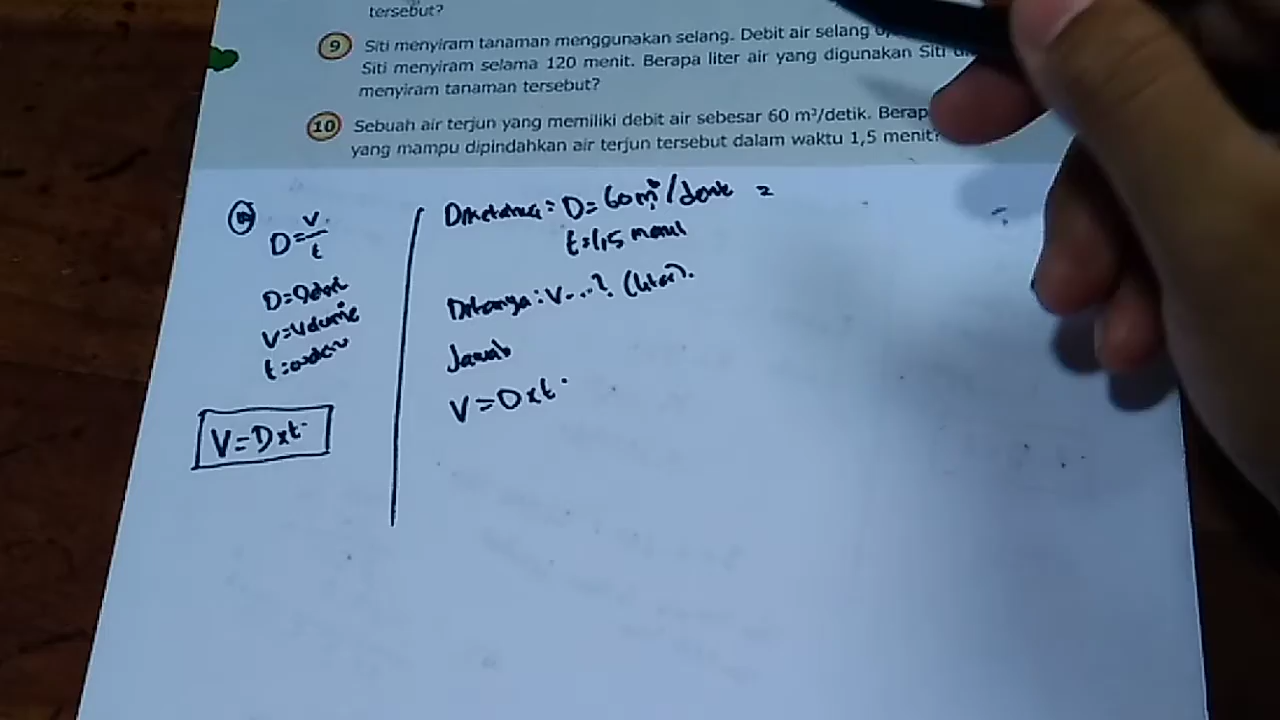 tersebut?
9 Siti menyiram tanaman menggunakan selang. Debit air selang
Siti menyiram selama 120 menit. Berapa liter air yang digunakan Siti
menyiram tanaman tersebut?
10 Sebuah air terjun yang memiliki debit air sebesar 60 m³/detik.
yang mampu dipindahkan air terjun tersebut dalam waktu 1,5 menit?
D = V/t
D = Debit
V = Volume
t =
V = D x t
Diketahui: D = 60 m³/detik =
t = 1,5 menit
Ditanya: V ...? (liter).
Jawab
V = D x t